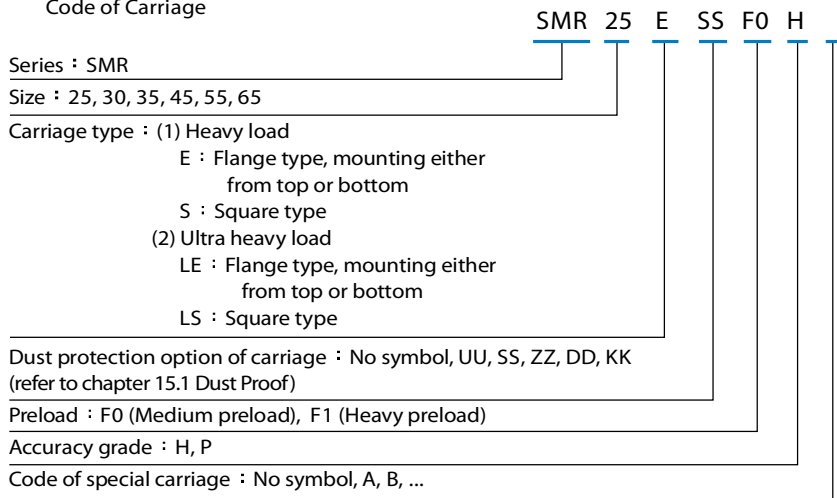 Code of Carriage
SMR 25 E SS F0 H
Series：SMR
Size：25, 30, 35, 45, 55, 65
Carriage type：(1) Heavy load
E：Flange type, mounting either
from top or bottom
S：Square type
(2) Ultra heavy load
LE：Flange type, mounting either
from top or bottom
LS：Square type
Dust protection option of carriage：No symbol, UU, SS, ZZ, DD, KK
(refer to chapter 15.1 Dust Proof)
Preload：F0 (Medium preload), F1 (Heavy preload)
Accuracy grade：H, P
Code of special carriage：No symbol, A, B, ...